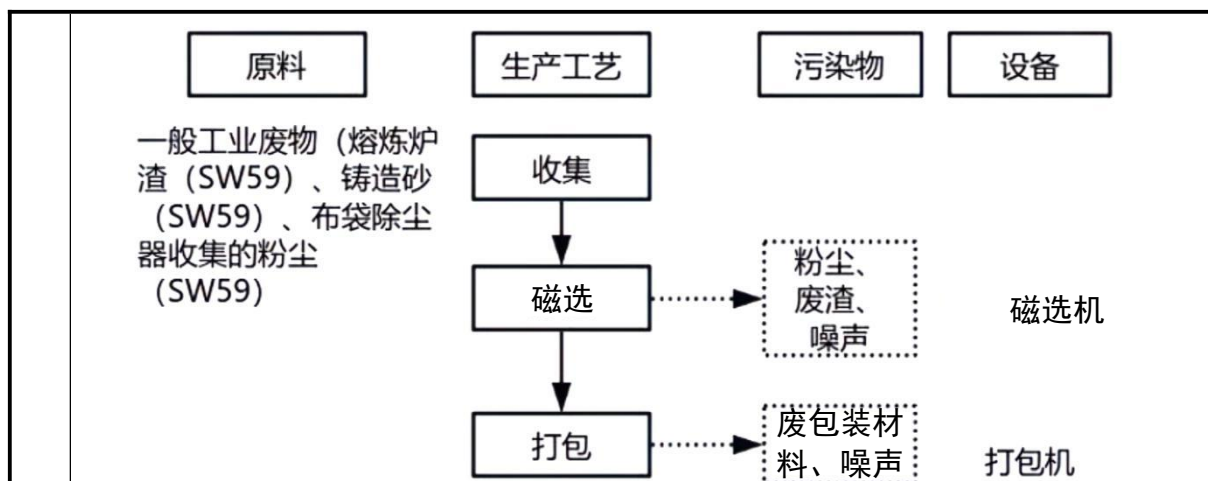 原料
生产工艺
污染物
设备
一般工业废物（熔炼炉
渣（SW59）、铸造砂
（SW59）、布袋除尘
器收集的粉尘
（SW59）
收集
磁选
粉尘、
废渣、
噪声
磁选机
打包
废包装材
料、噪声
打包机